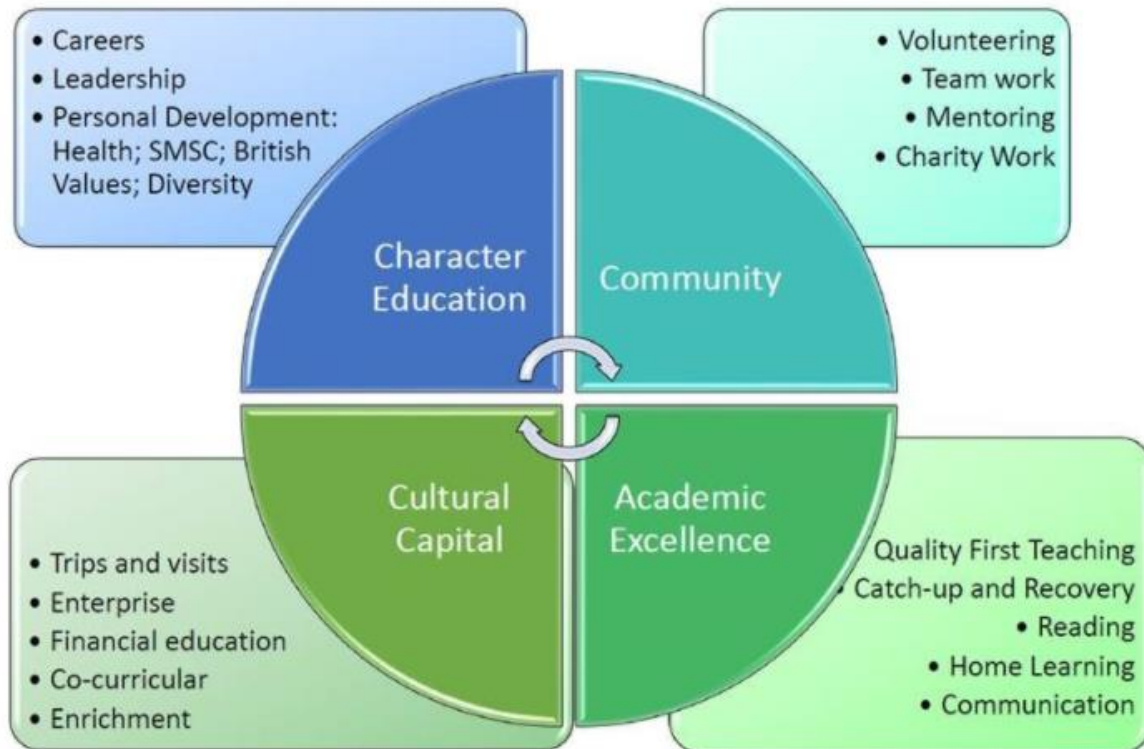 • Careers
• Leadership
• Personal Development:
Health; SMSC; British
Values; Diversity
• Volunteering
• Team work
• Mentoring
• Charity Work
Character
Education
Community
Cultural
Capital
Academic
Excellence
• Trips and visits
• Enterprise
• Financial education
• Co-curricular
• Enrichment
Quality First Teaching
• Catch-up and Recovery
• Reading
• Home Learning
• Communication